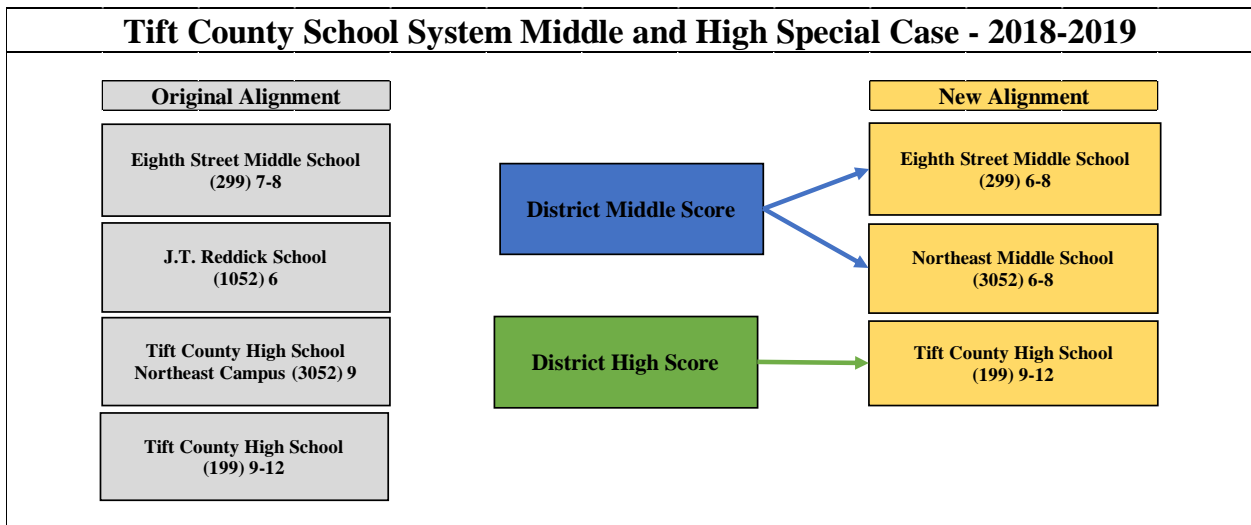 Tift County School System Middle and High Special Case - 2018-2019
Original Alignment
Eighth Street Middle School
(299) 7-8
J.T. Reddick School
(1052) 6
Tift County High School
Northeast Campus (3052) 9
Tift County High School
(199) 9-12
District Middle Score
District High Score
New Alignment
Eighth Street Middle School
(299) 6-8
Northeast Middle School
(3052) 6-8
Tift County High School
(199) 9-12